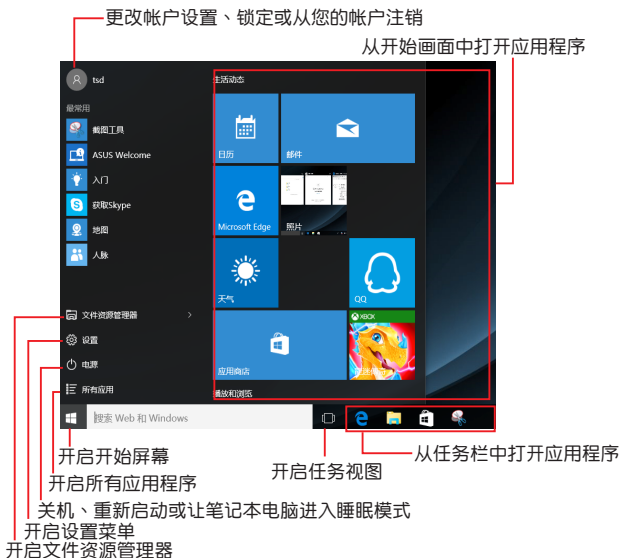 更改帐户设置、锁定或从您的帐户注销
从开始画面中打开应用程序
tsd
生活动态
最常用
截图工具
ASUS Welcome
入门
获取Skype
地图
人脉
日历
邮件
Microsoft Edge
照片
天气
QQ
应用商店
XBOX
播放和浏览
文件资源管理器
设置
电源
所有应用
搜索 Web 和 Windows
从任务栏中打开应用程序
开启开始屏幕
开启任务视图
开启所有应用程序
关机、重新启动或让笔记本电脑进入睡眠模式
开启设置菜单
开启文件资源管理器